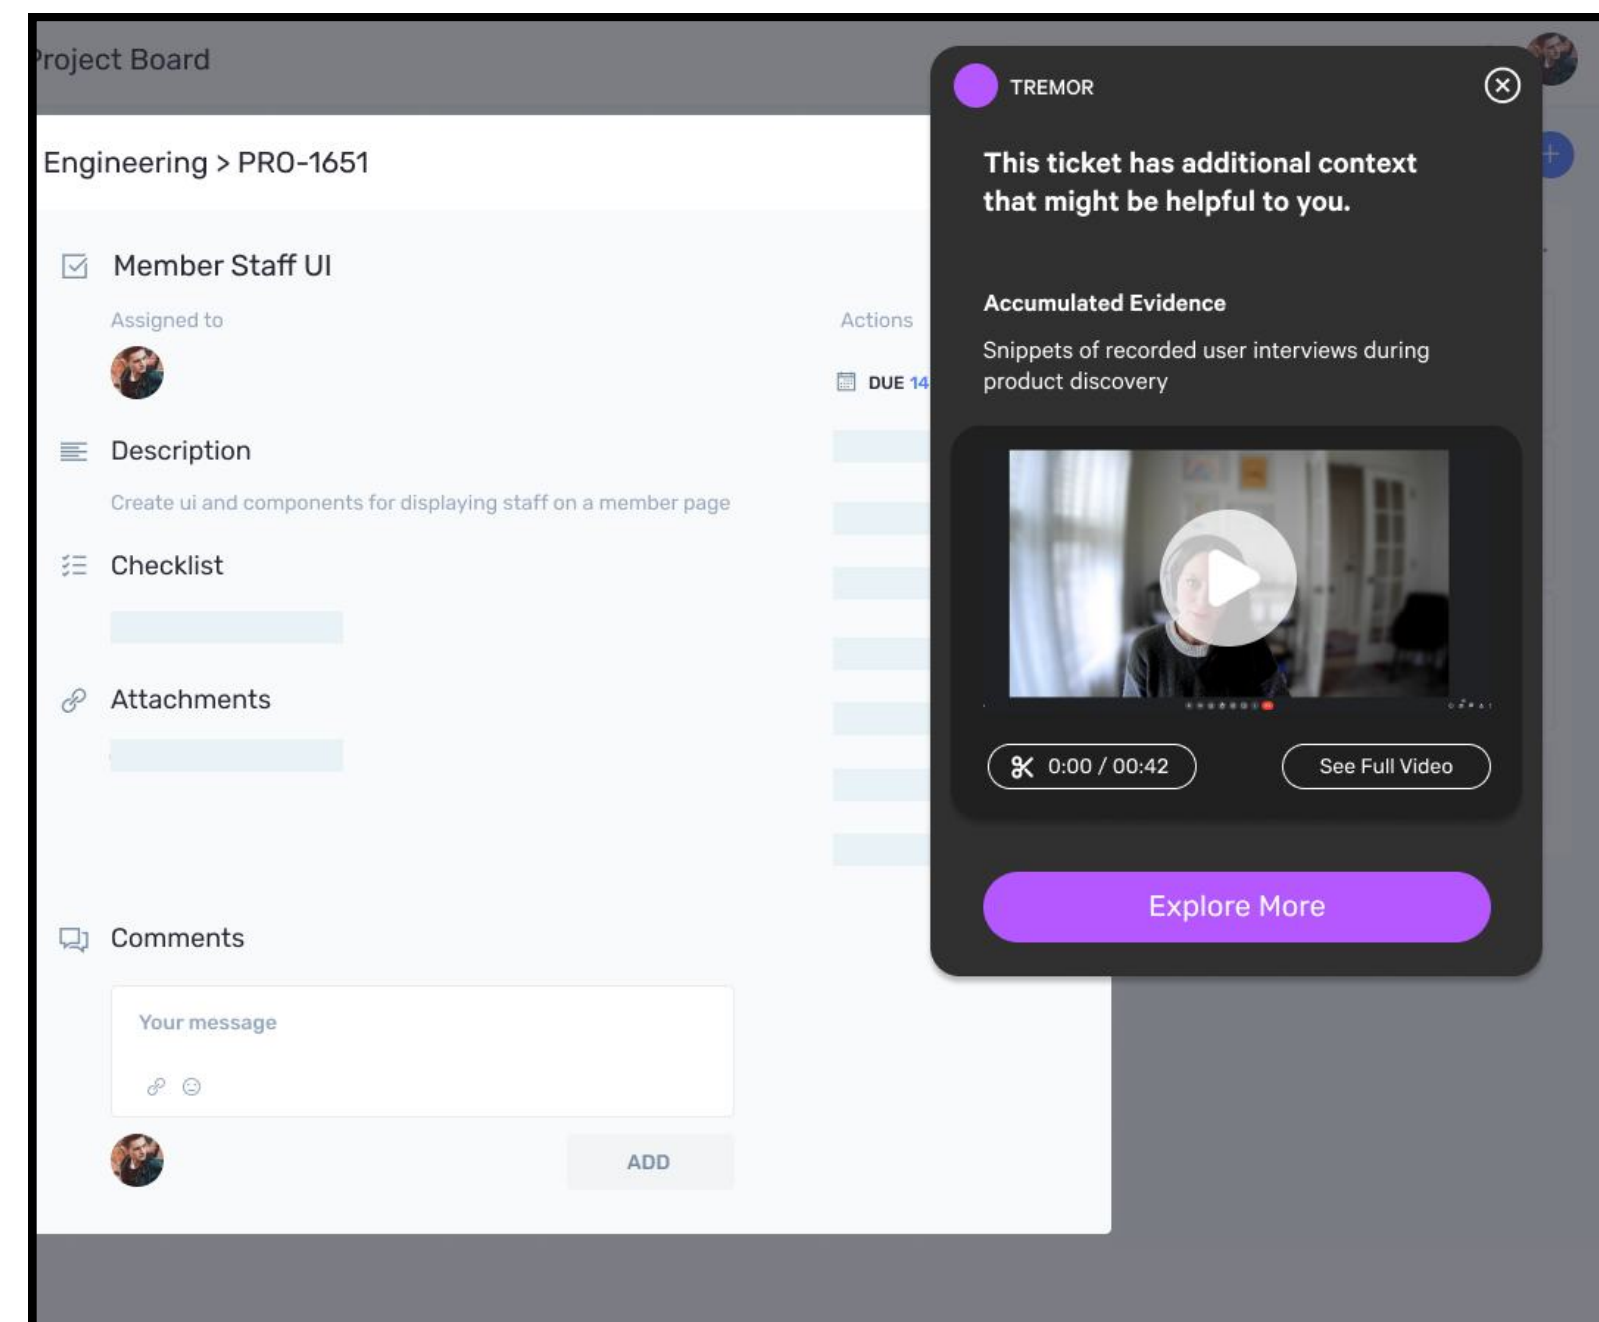 Project Board
Engineering > PRO-1651
Member Staff UI
Assigned to
Actions
DUE 14
Description
Create ui and components for displaying staff on a member page
Checklist
Attachments
Comments
Your message
ADD
TREMOR
This ticket has additional context
that might be helpful to you.
Accumulated Evidence
Snippets of recorded user interviews during
product discovery
0:00 / 00:42
See Full Video
Explore More